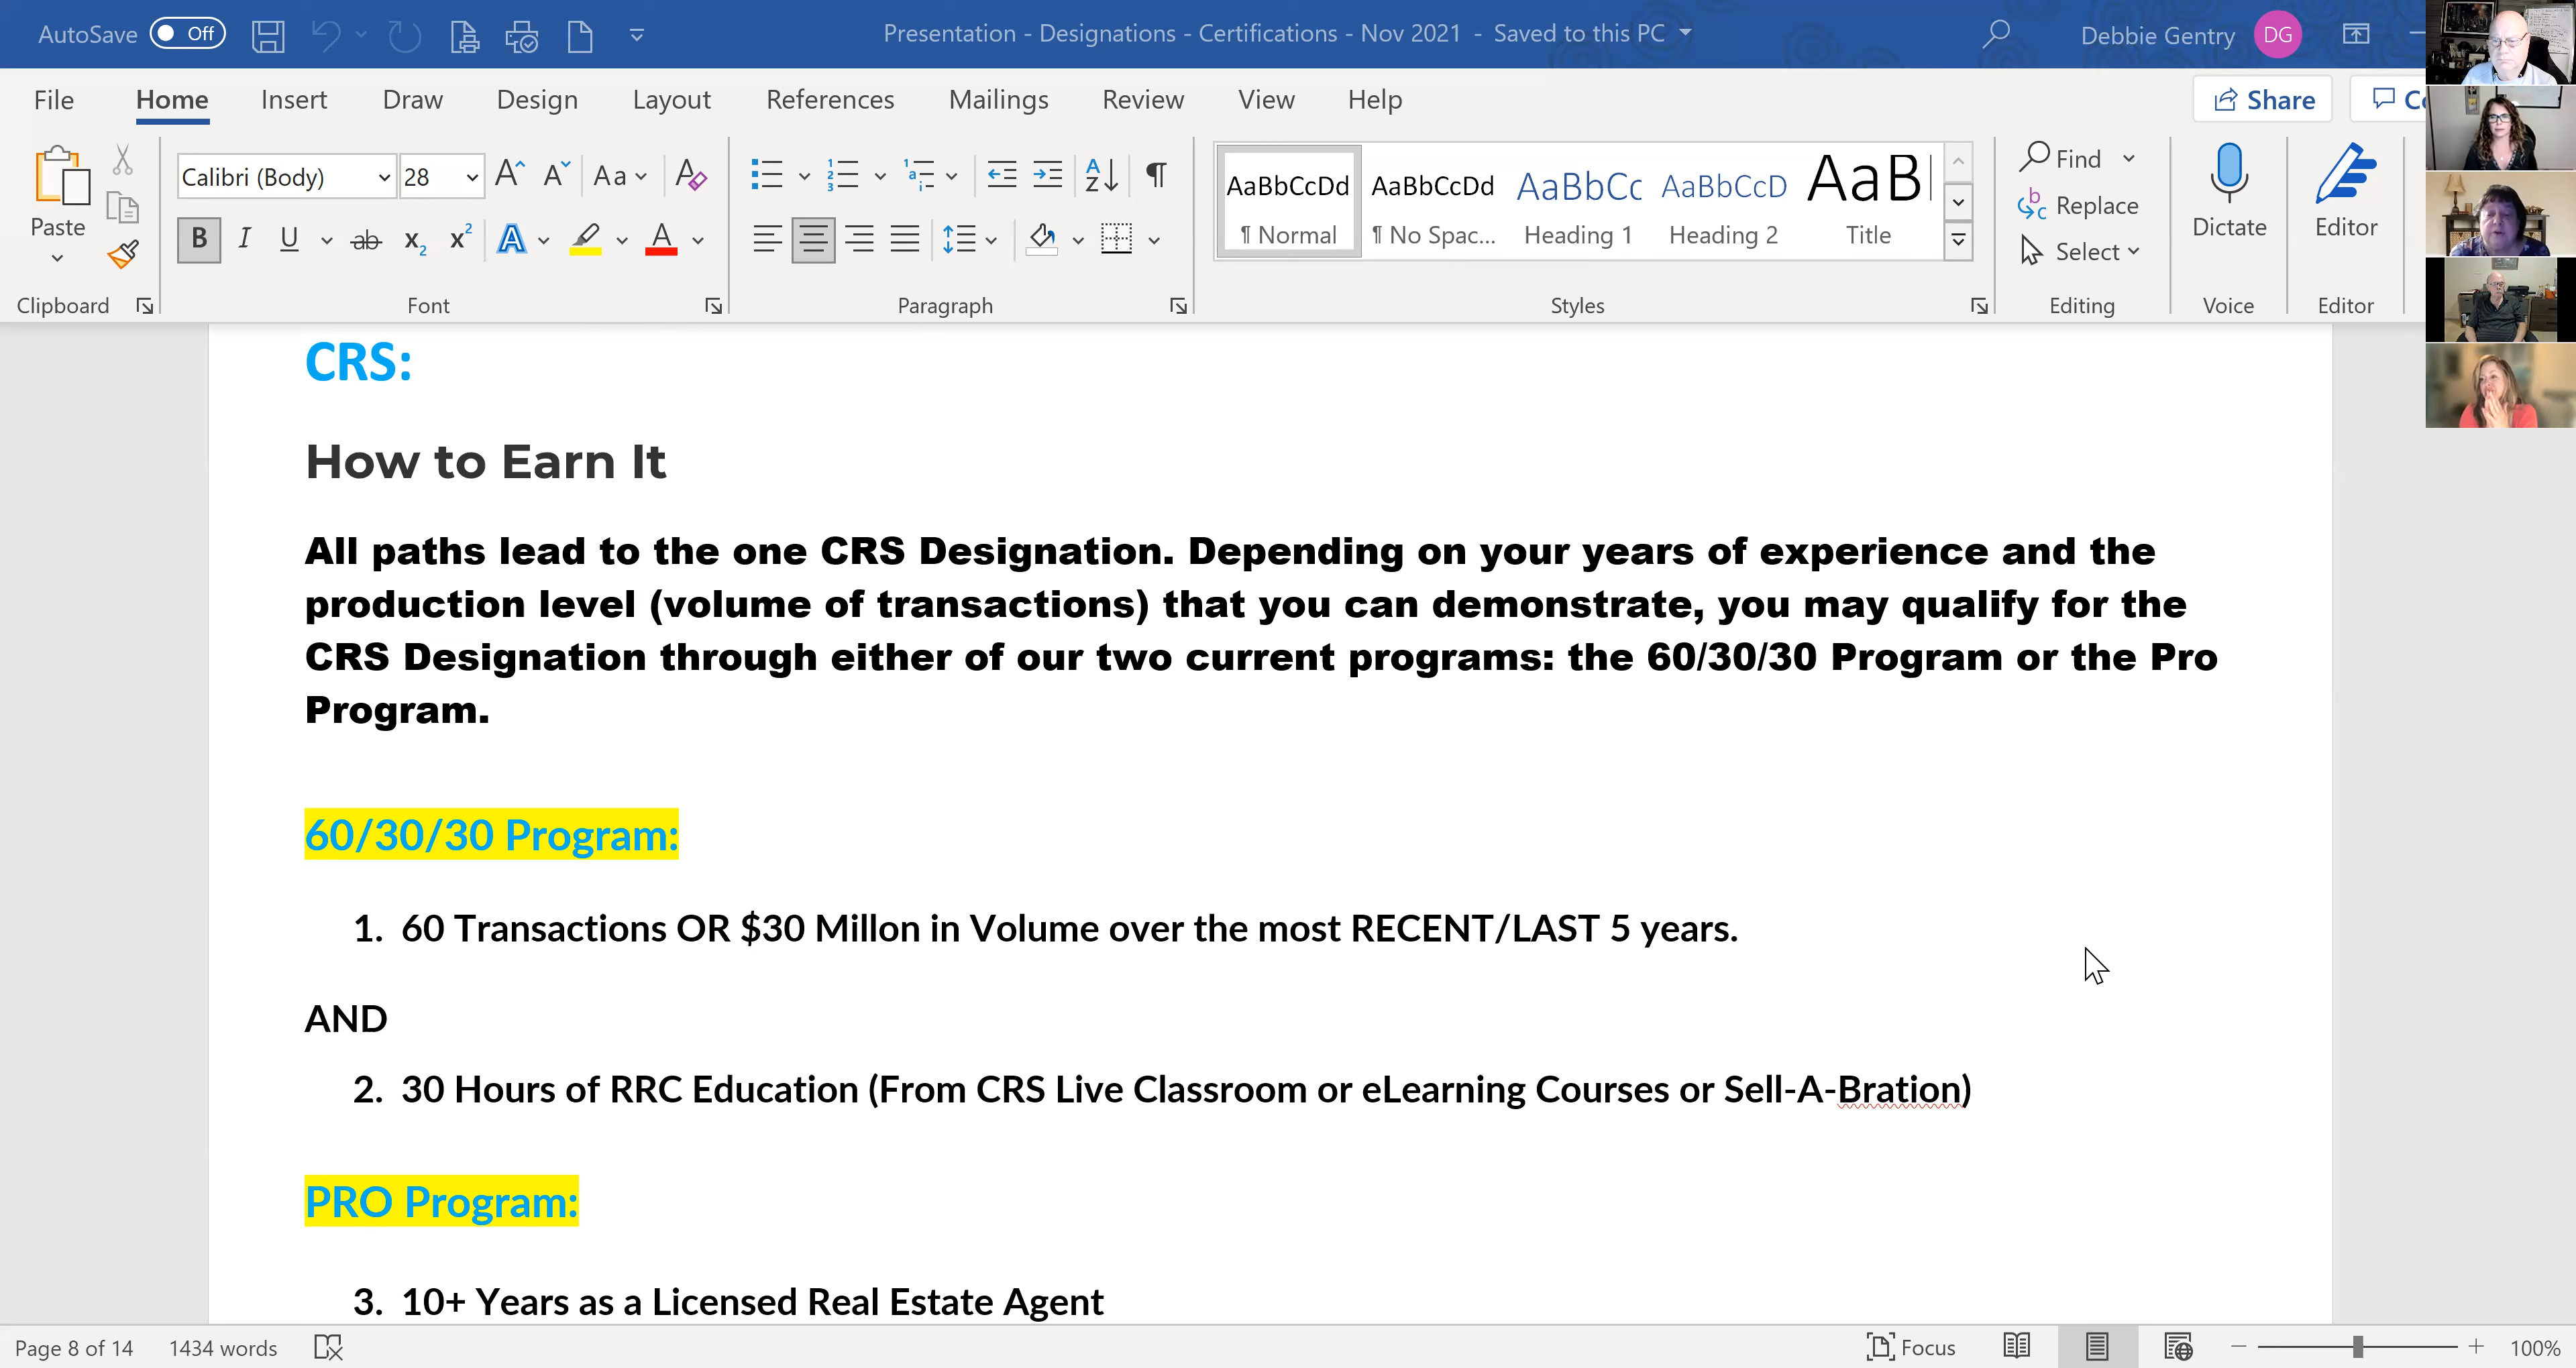 AutoSave Off Presentation - Designations - Certifications - Nov 2021 - Saved to this PC Debbie Gentry DG
File Home Insert Draw Design Layout References Mailings Review View Help Share
Paste
Calibri (Body) 28 A A Aa A
B I U ab x2 x2 A A
AaBbCcDd AaBbCcDd AaBbCc AaBbCcD AaB
¶ Normal ¶ No Spac... Heading 1 Heading 2 Title
Find
Replace
Select
Dictate Editor
Clipboard Font Paragraph Styles Editing Voice Editor
CRS:
How to Earn It
All paths lead to the one CRS Designation. Depending on your years of experience and the
production level (volume of transactions) that you can demonstrate, you may qualify for the
CRS Designation through either of our two current programs: the 60/30/30 Program or the Pro
Program.
60/30/30 Program:
1. 60 Transactions OR $30 Millon in Volume over the most RECENT/LAST 5 years.
AND
2. 30 Hours of RRC Education (From CRS Live Classroom or eLearning Courses or Sell-A-Bration)
PRO Program:
3. 10+ Years as a Licensed Real Estate Agent
Page 8 of 14 1434 words Focus 100%